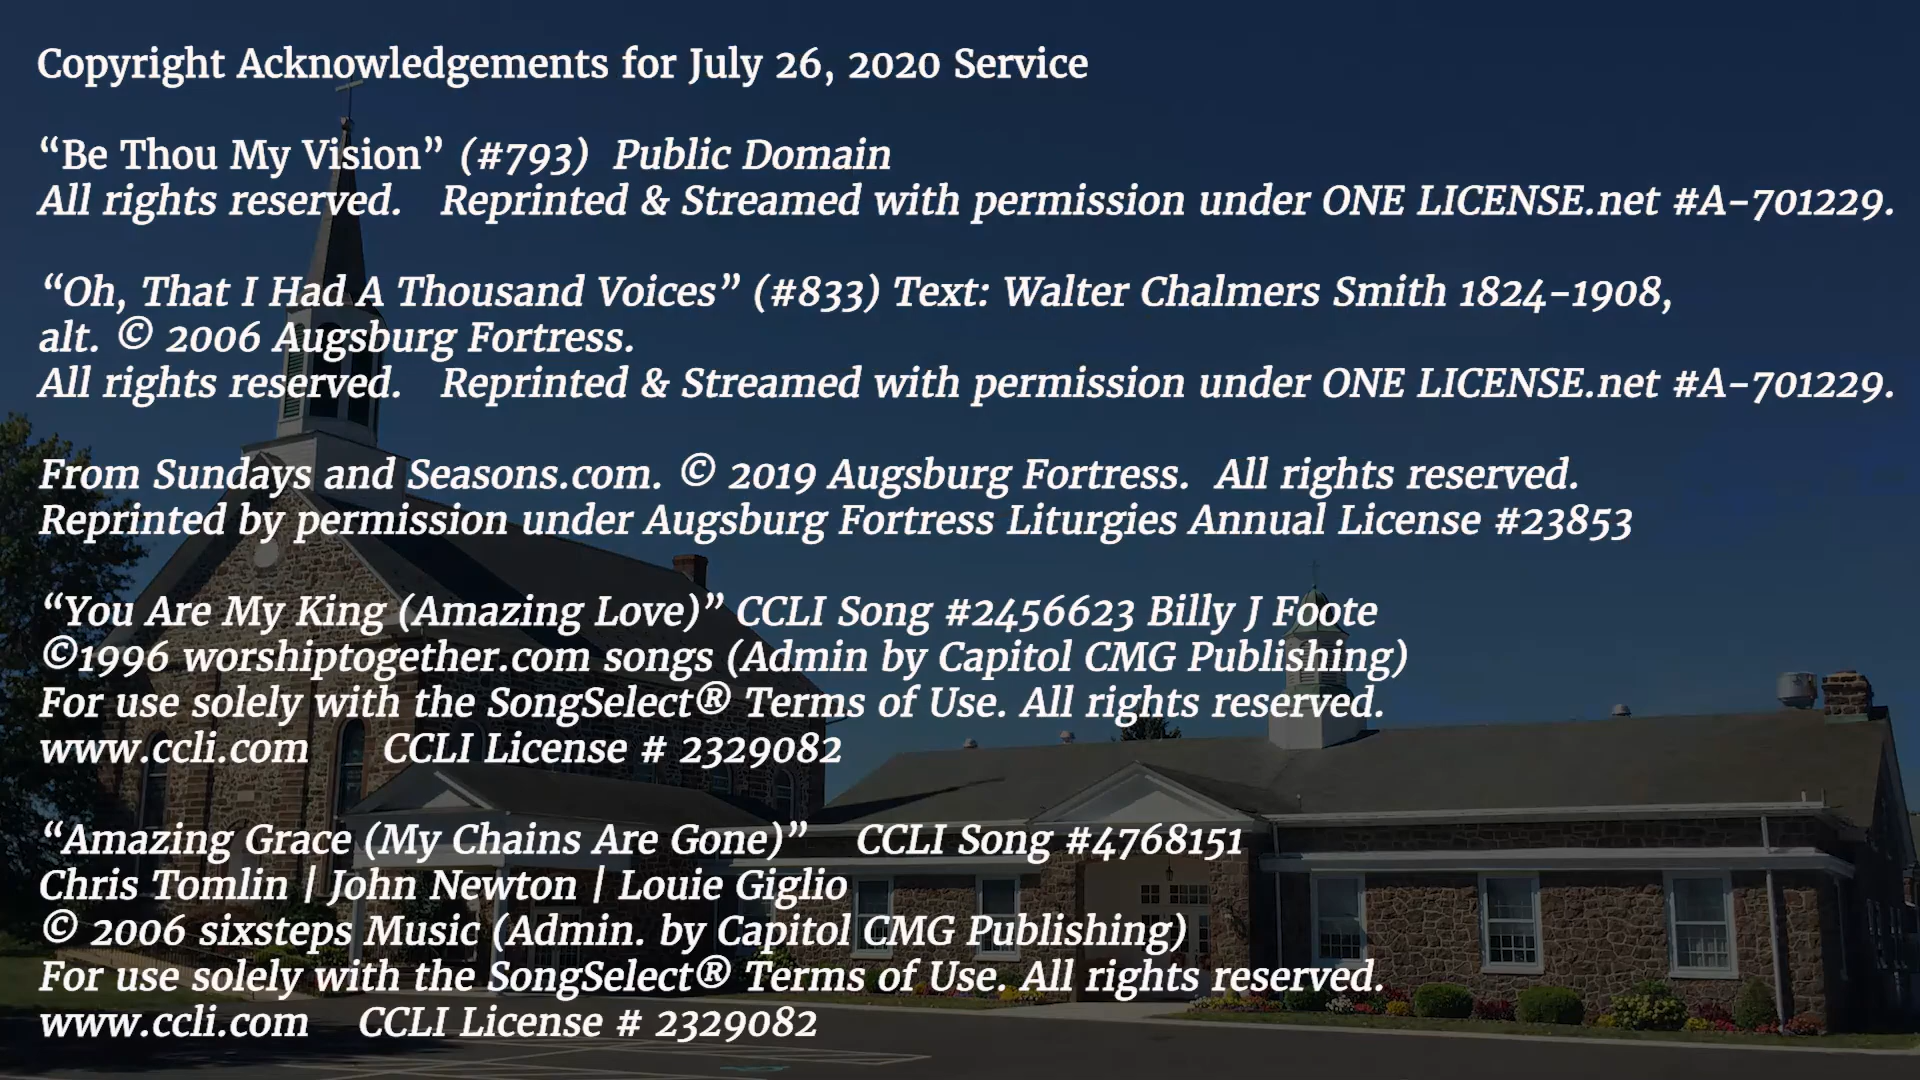 Copyright Acknowledgements for July 26, 2020 Service
“Be Thou My Vision” (#793)  Public Domain
All rights reserved.   Reprinted & Streamed with permission under ONE LICENSE.net #A-701229.
“Oh, That I Had A Thousand Voices” (#833) Text: Walter Chalmers Smith 1824-1908,
alt. © 2006 Augsburg Fortress.
All rights reserved.   Reprinted & Streamed with permission under ONE LICENSE.net #A-701229.
From Sundays and Seasons.com. © 2019 Augsburg Fortress.  All rights reserved.
Reprinted by permission under Augsburg Fortress Liturgies Annual License #23853
“You Are My King (Amazing Love)” CCLI Song #2456623 Billy J Foote
©1996 worshiptogether.com songs (Admin by Capitol CMG Publishing)
For use solely with the SongSelect® Terms of Use. All rights reserved.
www.ccli.com      CCLI License # 2329082
“Amazing Grace (My Chains Are Gone)”    CCLI Song #4768151
Chris Tomlin | John Newton | Louie Giglio
© 2006 sixsteps Music (Admin. by Capitol CMG Publishing)
For use solely with the SongSelect® Terms of Use. All rights reserved.
www.ccli.com    CCLI License # 2329082